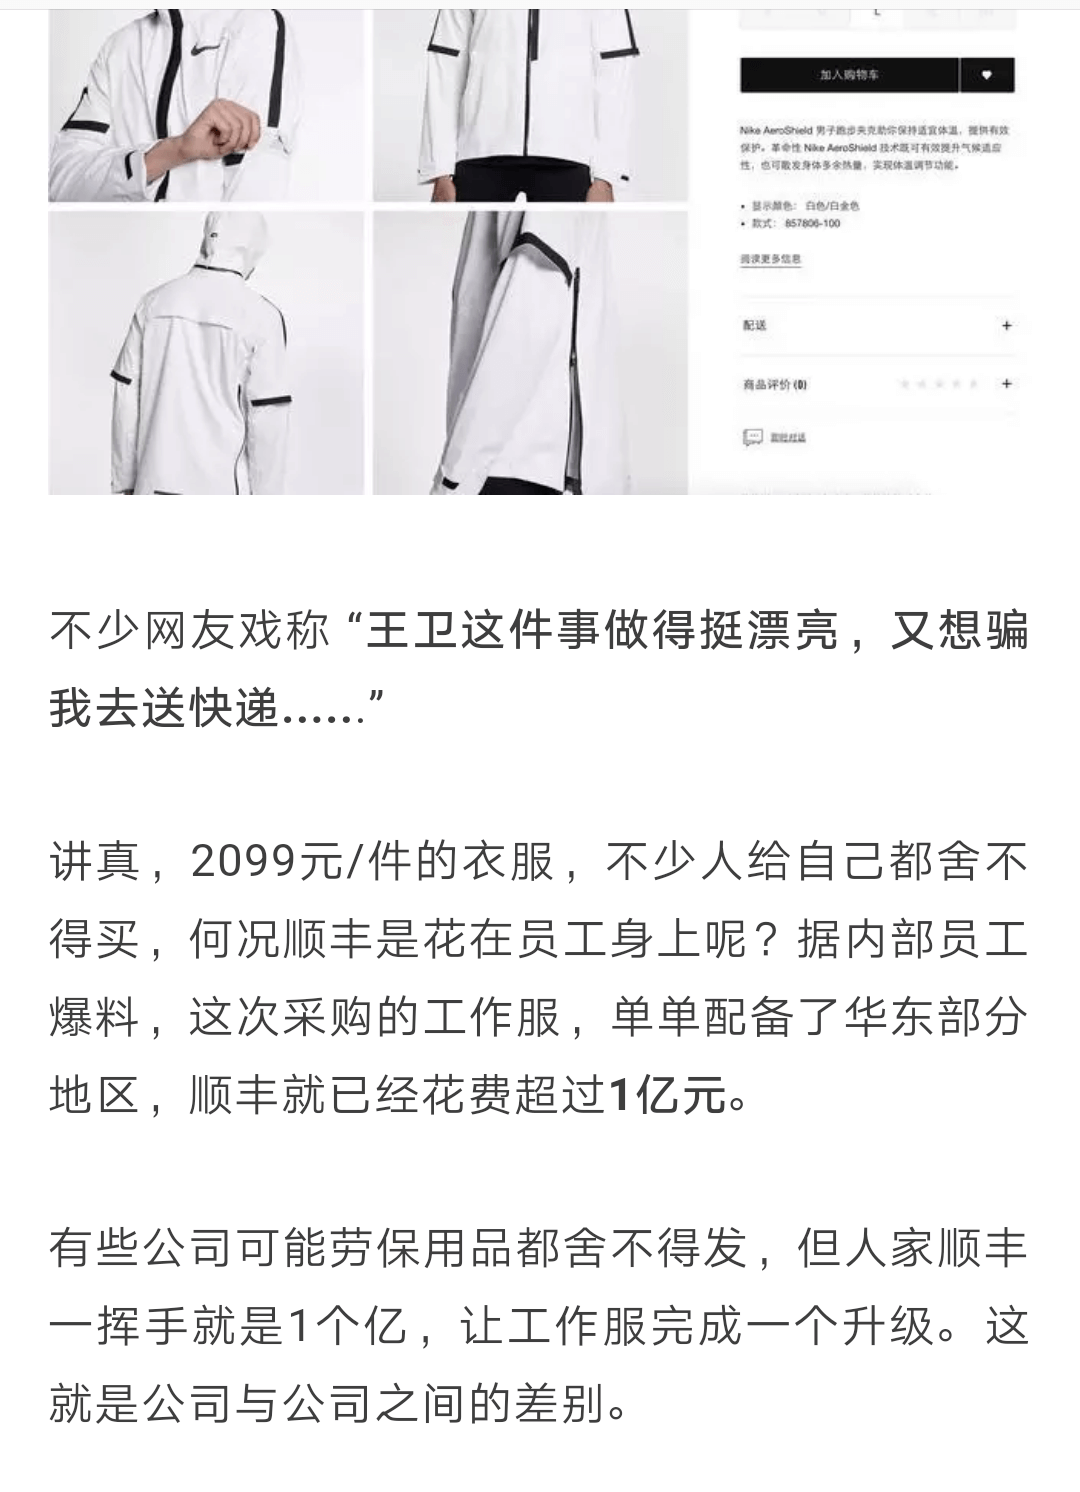 L
加入购物车
Nike AeroShield 男子跑步夹克助你保持适宜体温，提供有效
保护。革命性 Nike AeroShield 技术既可有效提升气候适应
性，也可散发身体多余热量，实现体温调节功能。
• 显示颜色： 白色/白金色
• 款式： 857806-100
阅读更多信息
配送 +
商品评价 (0) ★★★★★ +
即时对话
不少网友戏称 “王卫这件事做得挺漂亮，又想骗
我去送快递......”
讲真，2099元/件的衣服，不少人给自己都舍不
得买，何况顺丰是花在员工身上呢？据内部员工
爆料，这次采购的工作服，单单配备了华东部分
地区，顺丰就已经花费超过1亿元。
有些公司可能劳保用品都舍不得发，但人家顺丰
一挥手就是1个亿，让工作服完成一个升级。这
就是公司与公司之间的差别。